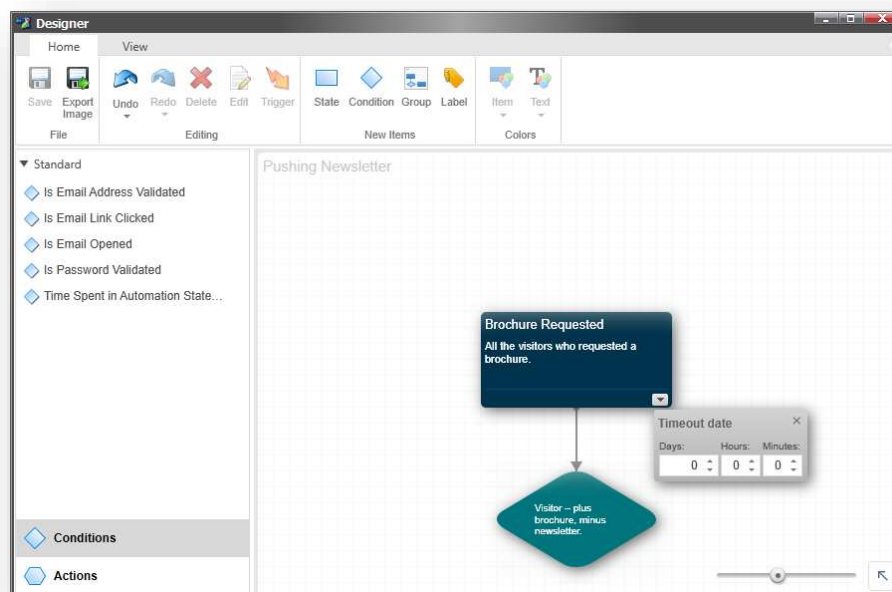 Designer
Home View
Save Export Image Undo Redo Delete Edit Trigger State Condition Group Label Item Text
File Editing New Items Colors
Standard
Is Email Address Validated
Is Email Link Clicked
Is Email Opened
Is Password Validated
Time Spent in Automation State...
Conditions
Actions
Pushing Newsletter
Brochure Requested
All the visitors who requested a
brochure.
Timeout date
Days: Hours: Minutes:
0 0 0
Visitor – plus
brochure, minus
newsletter.